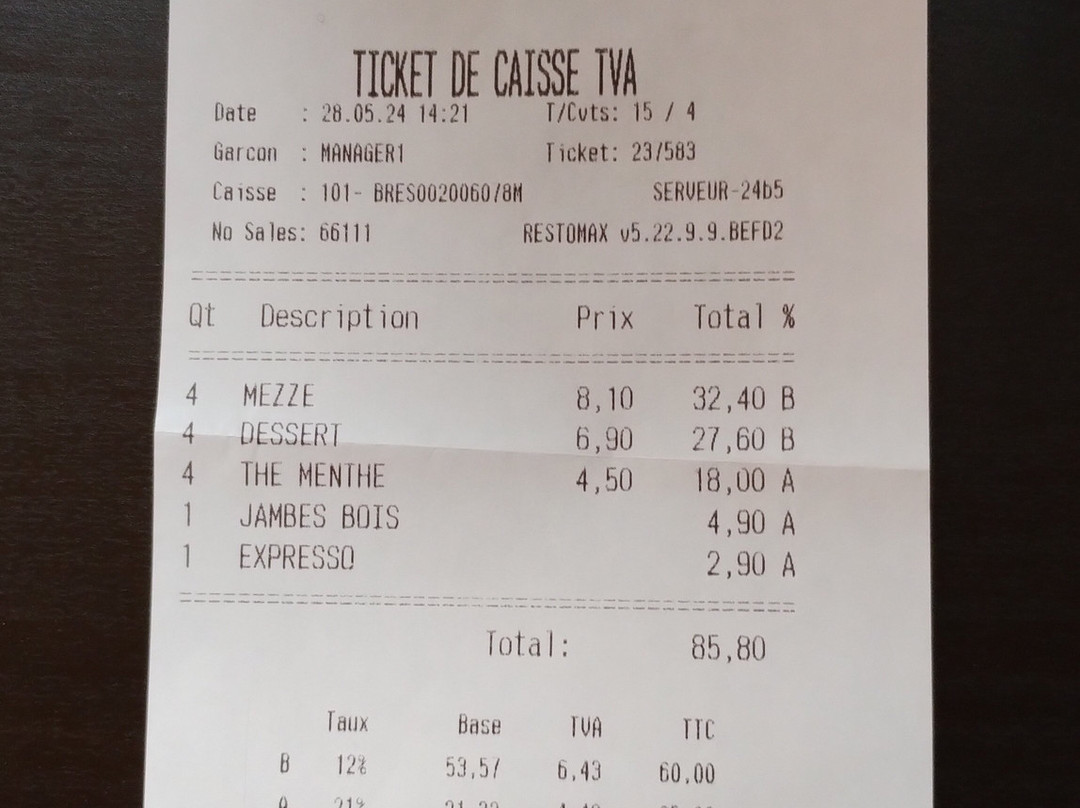 TICKET DE CAISSE TVA
Date : 28.05.24 14:21 T/Cvts: 15 / 4
Garcon : MANAGER1 Ticket: 23/583
Caisse : 101- BRES0020060/8M SERVEUR-24b5
No Sales: 66111 RESTOMAX v5.22.9.9.BEFD2
Qt Description Prix Total %
4 MEZZE 8,10 32,40 B
4 DESSERT 6,90 27,60 B
4 THE MENTHE 4,50 18,00 A
1 JAMBES BOIS 4,90 A
1 EXPRESSO 2,90 A
Total: 85,80
Taux Base TVA TTC
B 12% 53,57 6,43 60,00
A 21%